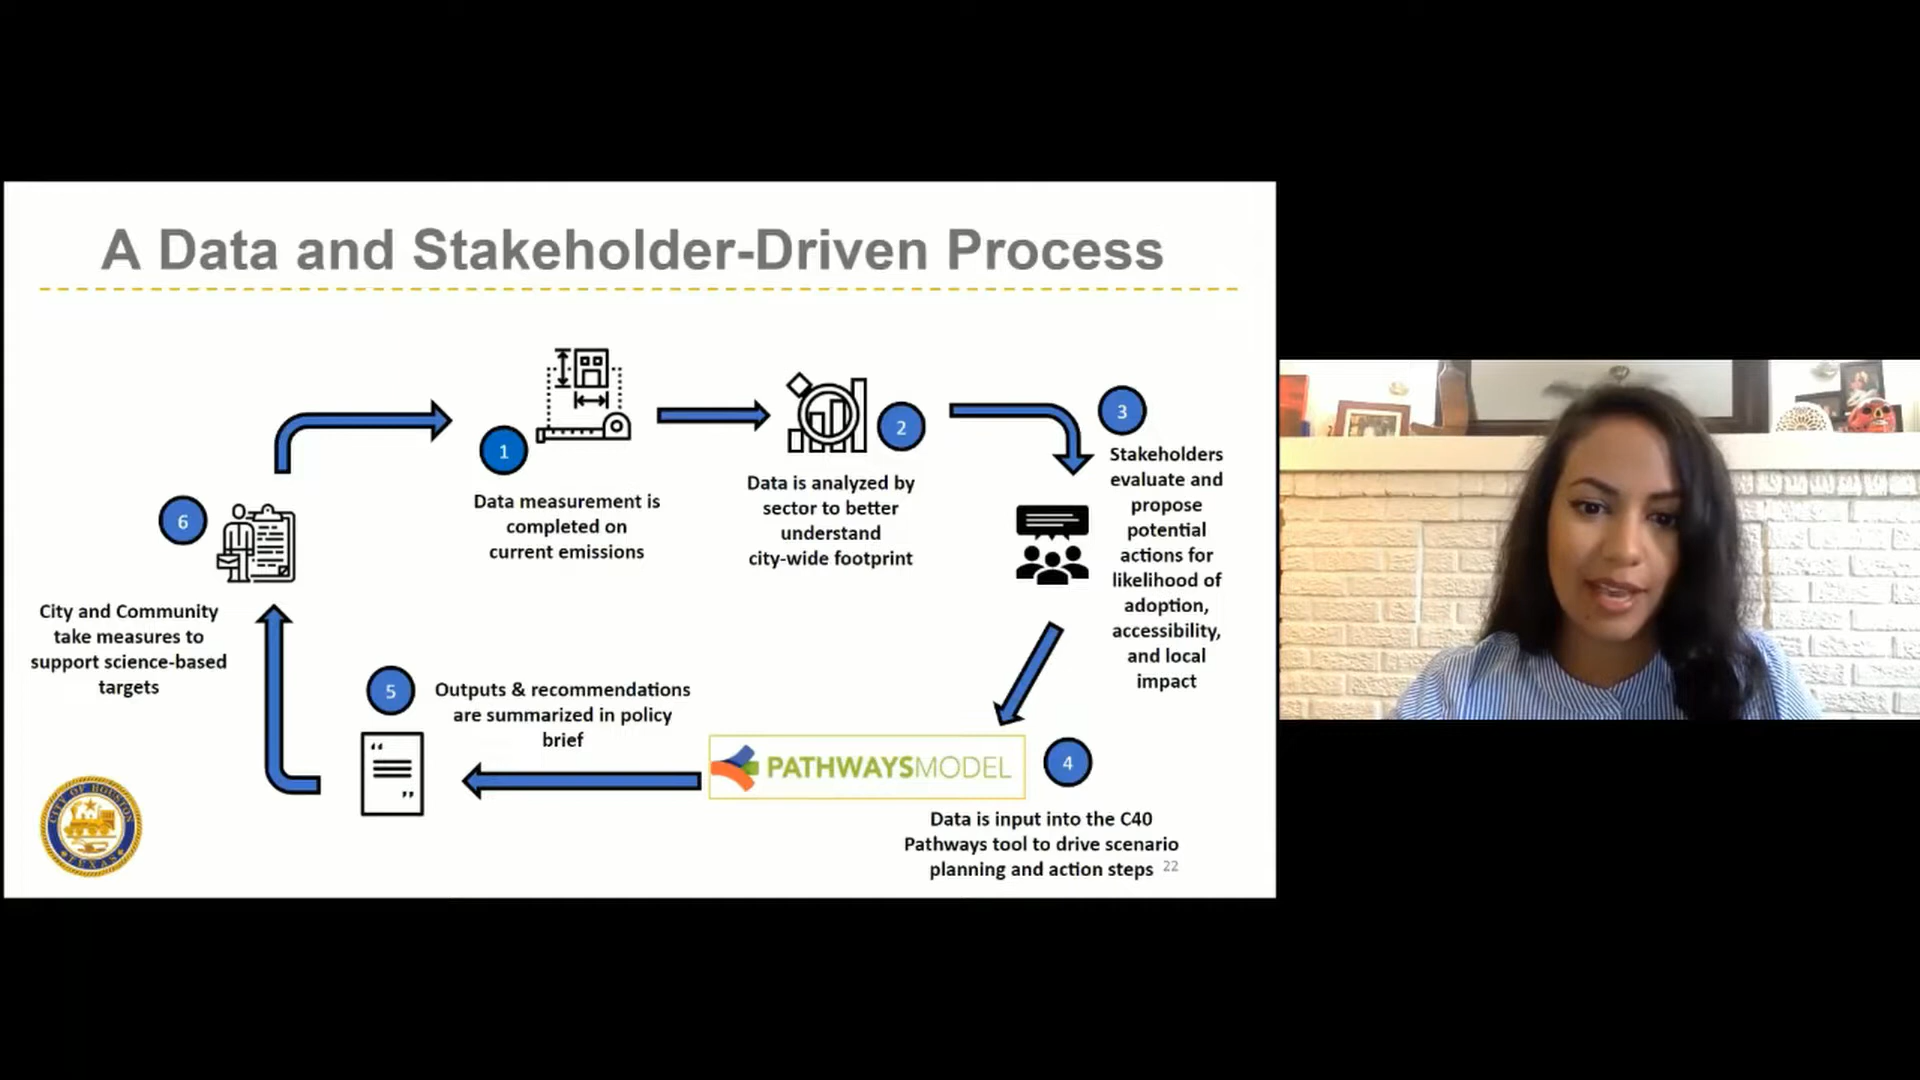 A Data and Stakeholder-Driven Process
1
Data measurement is
completed on
current emissions
2
Data is analyzed by
sector to better
understand
city-wide footprint
3
Stakeholders
evaluate and
propose
potential
actions for
likelihood of
adoption,
accessibility,
and local
impact
PATHWAYSMODEL
4
Data is input into the C40
Pathways tool to drive scenario
planning and action steps
5
Outputs & recommendations
are summarized in policy
brief
6
City and Community
take measures to
support science-based
targets
CITY OF HOUSTON
TEXAS
22